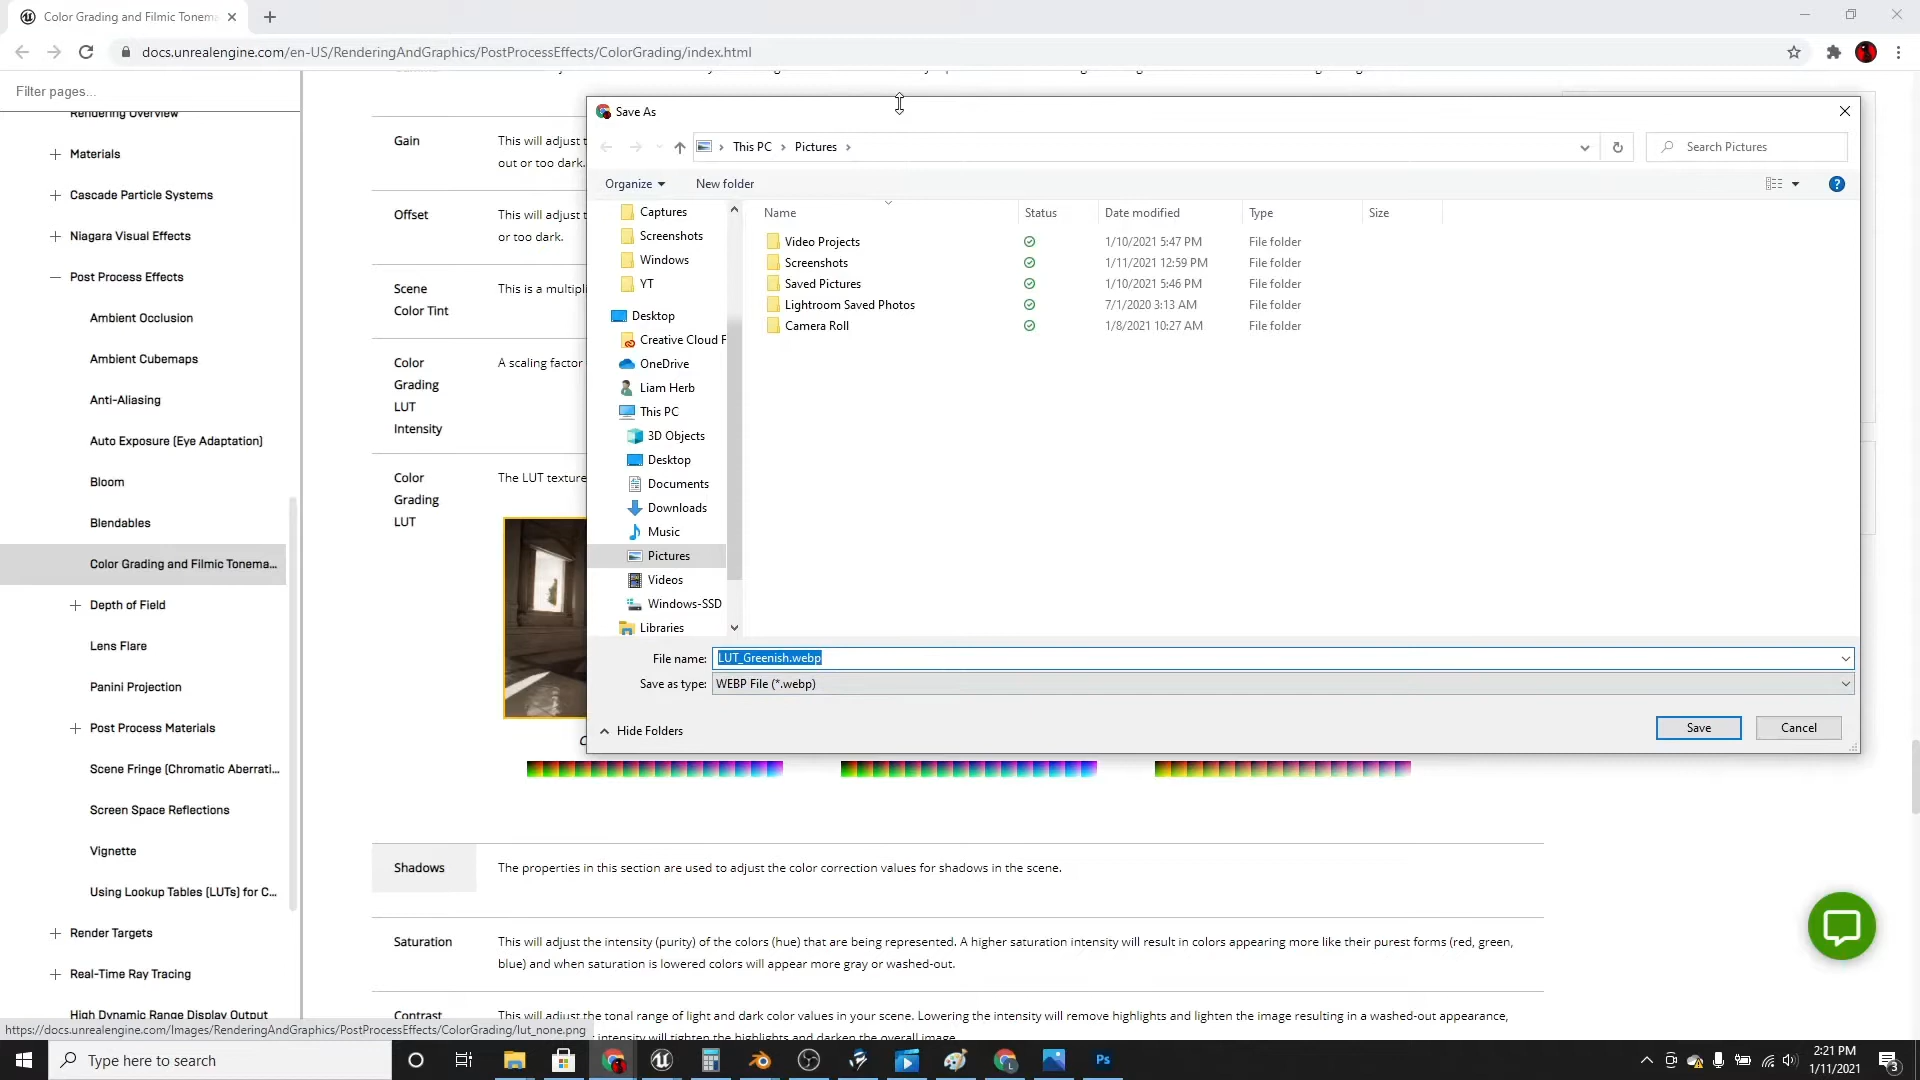 Color Grading and Filmic Tonema
docs.unrealengine.com/en-US/RenderingAndGraphics/PostProcessEffects/ColorGrading/index.html
Filter pages...
Rendering Overview
Materials
Cascade Particle Systems
Niagara Visual Effects
Post Process Effects
Ambient Occlusion
Ambient Cubemaps
Anti-Aliasing
Auto Exposure (Eye Adaptation)
Bloom
Blendables
Color Grading and Filmic Tonema...
Depth of Field
Lens Flare
Panini Projection
Post Process Materials
Scene Fringe (Chromatic Aberrati...
Screen Space Reflections
Vignette
Using Lookup Tables (LUTs) for C...
Render Targets
Real-Time Ray Tracing
High Dynamic Range Display Output
Gain
This will adjust t
out or too dark.
Offset
This will adjust t
or too dark.
Scene
Color Tint
This is a multipli
Color
Grading
LUT
Intensity
A scaling factor
Color
Grading
LUT
The LUT texture
Save As
This PC > Pictures >
Search Pictures
Organize
New folder
Captures
Screenshots
Windows
YT
Desktop
Creative Cloud F
OneDrive
Liam Herb
This PC
3D Objects
Desktop
Documents
Downloads
Music
Pictures
Videos
Windows-SSD
Libraries
Name Status Date modified Type Size
Video Projects 1/10/2021 5:47 PM File folder
Screenshots 1/11/2021 12:59 PM File folder
Saved Pictures 1/10/2021 5:46 PM File folder
Lightroom Saved Photos 7/1/2020 3:13 AM File folder
Camera Roll 1/8/2021 10:27 AM File folder
File name: LUT_Greenish.webp
Save as type: WEBP File (*.webp)
Hide Folders
Save
Cancel
Shadows
The properties in this section are used to adjust the color correction values for shadows in the scene.
Saturation
This will adjust the intensity (purity) of the colors (hue) that are being represented. A higher saturation intensity will result in colors appearing more like their purest forms (red, green,
blue) and when saturation is lowered colors will appear more gray or washed-out.
Contrast
This will adjust the tonal range of light and dark color values in your scene. Lowering the intensity will remove highlights and lighten the image resulting in a washed-out appearance,
intensity will tighten the highlights and darken the overall image.
https://docs.unrealengine.com/Images/RenderingAndGraphics/PostProcessEffects/ColorGrading/lut_none.png
Type here to search
Ps
2:21 PM
1/11/2021
3